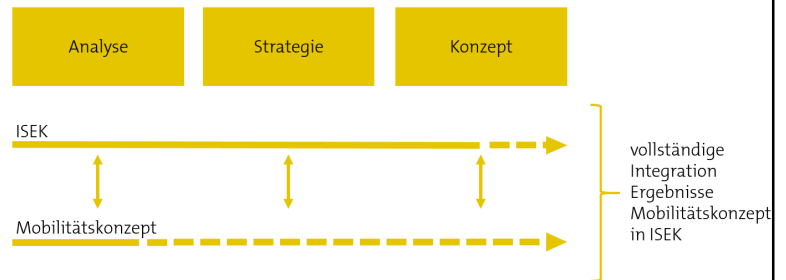 Analyse
Strategie
Konzept
ISEK
Mobilitätskonzept
vollständige
Integration
Ergebnisse
Mobilitätskonzept
in ISEK